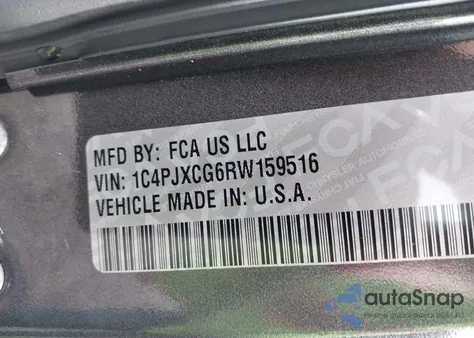 MFD BY: FCA US LLC
VIN: 1C4PJXCG6RW159516
VEHICLE MADE IN: U.S.A.
autoSnap